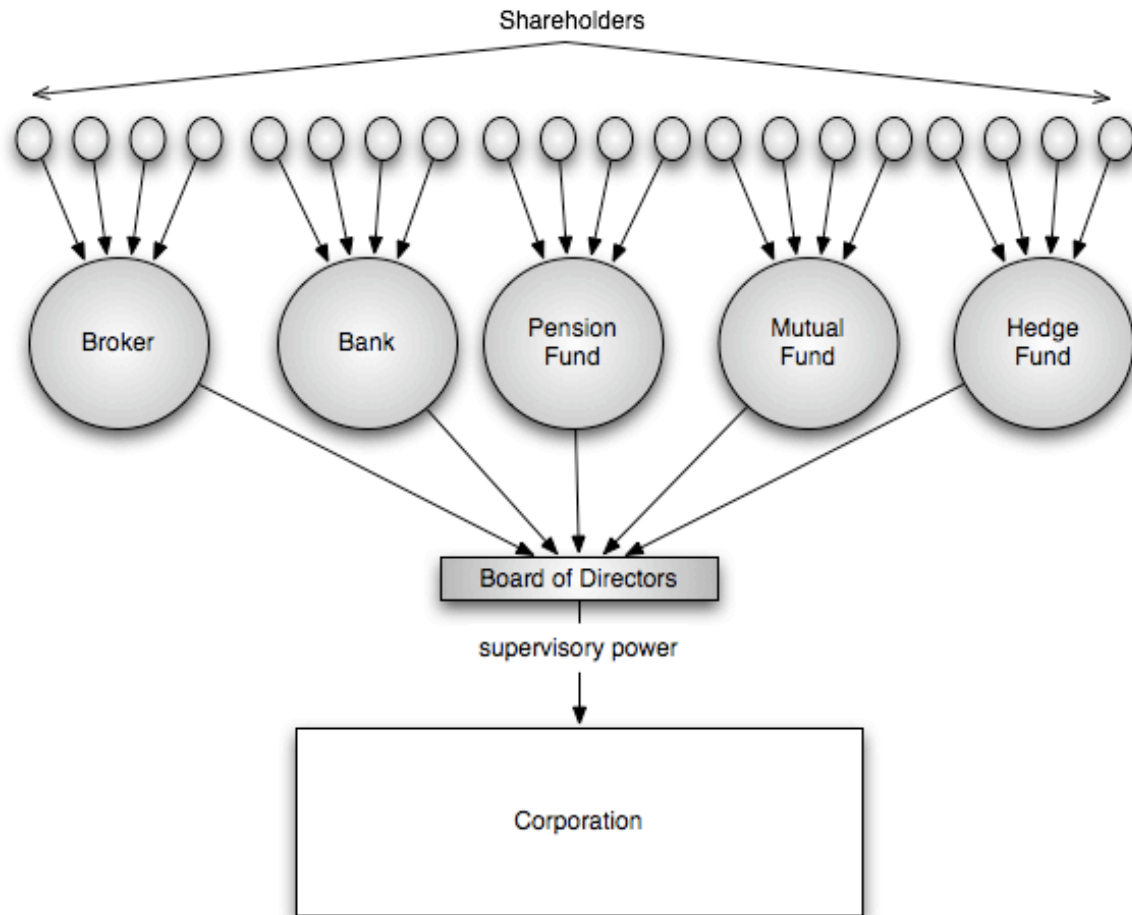 Shareholders
Broker
Bank
Pension
Fund
Mutual
Fund
Hedge
Fund
Board of Directors
supervisory power
Corporation